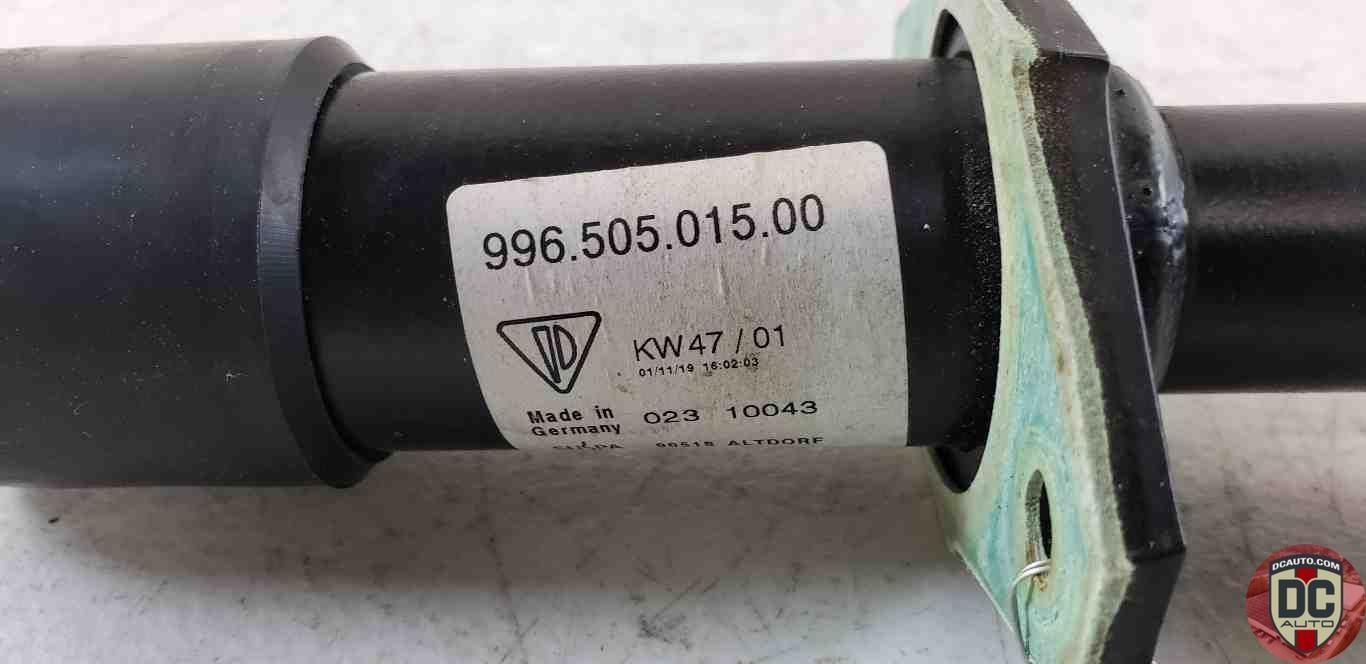 996.505.015.00
KW47 / 01
01/11/19 16:02:03
Made in
Germany
023 10043
ALTDORF
DCAUTO.COM
DC
AUTO